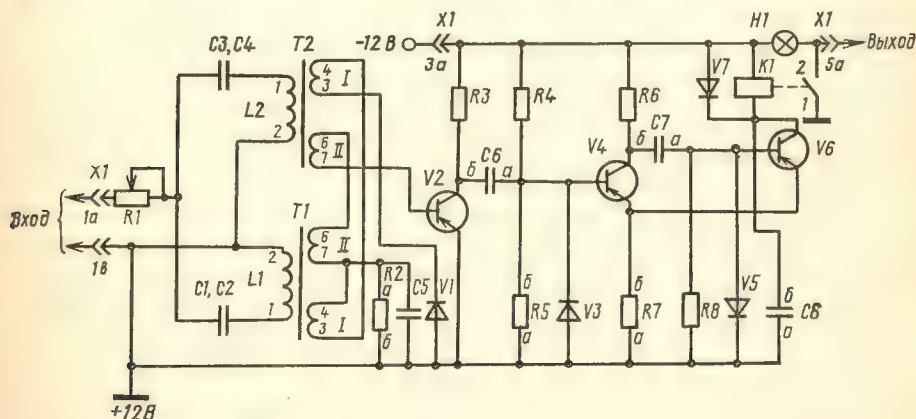 C3,C4
T2
-12 В
X1
3а
H1
X1
Выход
5а
1
L2
2
4
3
I
6
7
II
R3
R4
R6
V7
K1
2
1
б
C6
а
б
C7
а
V2
V4
V6
X1
1а
R1
Вход
1в
T1
2
L1
1
C1, C2
6
7
II
4
3
I
R2
а
б
C5
V1
б
R5
а
V3
б
R7
а
R8
V5
б
C8
а
+12В